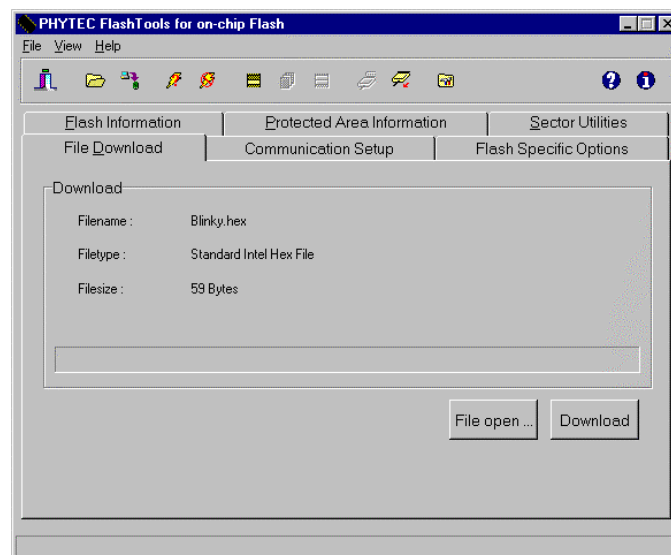 PHYTEC FlashTools for on-chip Flash
File View Help
Flash Information Protected Area Information Sector Utilities
File Download Communication Setup Flash Specific Options
Download
Filename : Blinky.hex
Filetype : Standard Intel Hex File
Filesize : 59 Bytes
File open ... Download